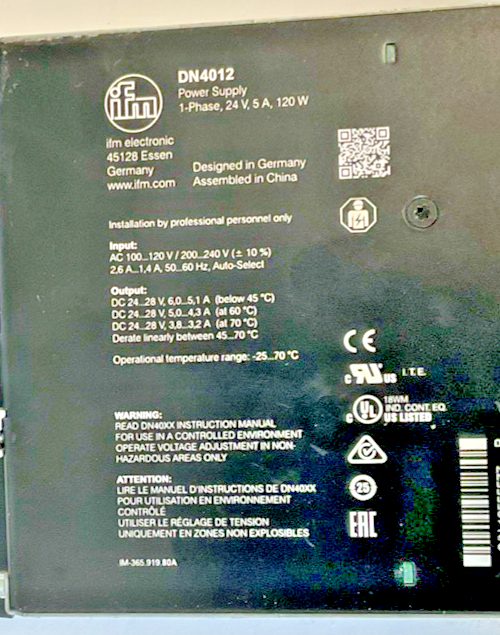 ifm
DN4012
Power Supply
1-Phase, 24 V, 5 A, 120 W
ifm electronic
45128 Essen
Germany
www.ifm.com
Designed in Germany
Assembled in China
Installation by professional personnel only
Input:
AC 100...120 V / 200...240 V (± 10 %)
2,6 A...1,4 A, 50...60 Hz, Auto-Select
Output:
DC 24...28 V, 6,0...5,1 A (below 45 °C)
DC 24...28 V, 5,0...4,3 A (at 60 °C)
DC 24...28 V, 3,8...3,2 A (at 70 °C)
Derate linearly between 45...70 °C
Operational temperature range: -25...70 °C
CE
c RU US I.T.E.
c UL US LISTED
18WM
IND. CONT. EQ.
25
EAC
WARNING:
READ DN40XX INSTRUCTION MANUAL
FOR USE IN A CONTROLLED ENVIRONMENT
OPERATE VOLTAGE ADJUSTMENT IN NON-
HAZARDOUS AREAS ONLY
ATTENTION:
LIRE LE MANUEL D'INSTRUCTIONS DE DN40XX
POUR UTILISATION EN ENVIRONNEMENT
CONTRÔLÉ
UTILISER LE RÉGLAGE DE TENSION
UNIQUEMENT EN ZONES NON EXPLOSIBLES
IM-365.919.80A